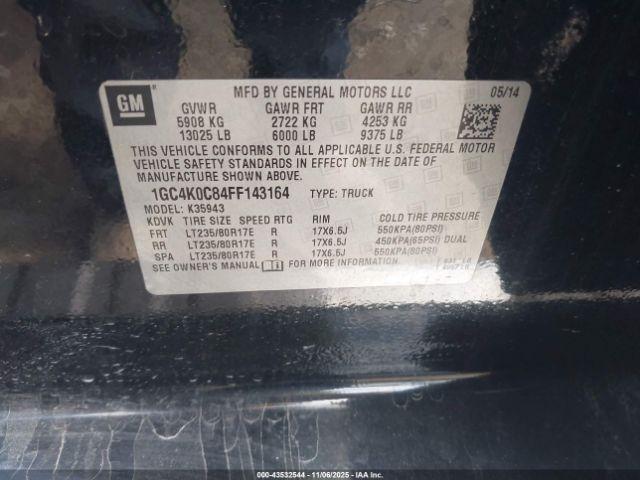 MFD BY GENERAL MOTORS LLC 05/14
GM
GVWR GAWR FRT GAWR RR
5908 KG 2722 KG 4253 KG
13025 LB 6000 LB 9375 LB
THIS VEHICLE CONFORMS TO ALL APPLICABLE U.S. FEDERAL MOTOR
VEHICLE SAFETY STANDARDS IN EFFECT ON THE DATE OF
MANUFACTURE SHOWN ABOVE.
1GC4K0C84FF143164 TYPE: TRUCK
MODEL: K35943
KDVK TIRE SIZE SPEED RTG RIM COLD TIRE PRESSURE
FRT LT235/80R17E R 17X6.5J 550KPA(80PSI)
RR LT235/80R17E R 17X6.5J 450KPA(65PSI) DUAL
SPA LT235/80R17E R 17X6.5J 550KPA(80PSI)
SEE OWNER'S MANUAL FOR MORE INFORMATION.
000-43532544 - 11/06/2025 - IAA Inc.